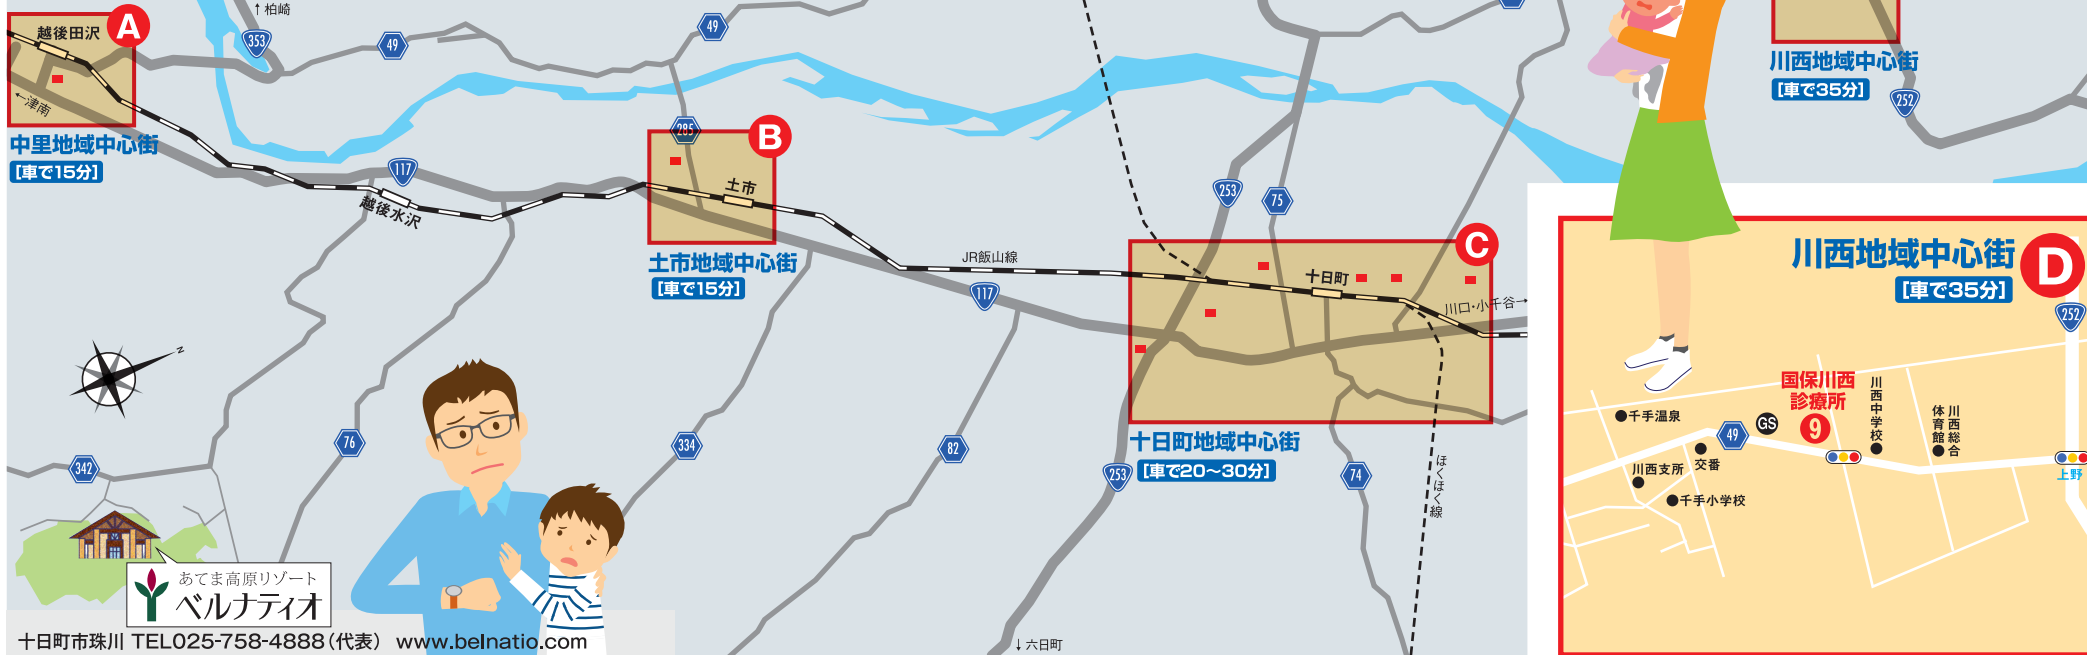 ↑柏崎
A
越後田沢
353
49
49
←津南
中里地域中心街
[車で15分]
117
越後水沢
285
B
土市
土市地域中心街
[車で15分]
JR飯山線
117
253
75
C
十日町
川口・小千谷→
十日町地域中心街
[車で20〜30分]
253
74
ほくほく線
82
334
76
342
N
↓六日町
あてま高原リゾート
ベルナティオ
十日町市珠川 TEL025-758-4888(代表) www.belnatio.com
川西地域中心街
[車で35分]
252
川西地域中心街
[車で35分]
D
252
国保川西
診療所
9
川西中学校
川西総合
体育館
千手温泉
49
GS
交番
川西支所
千手小学校
上野